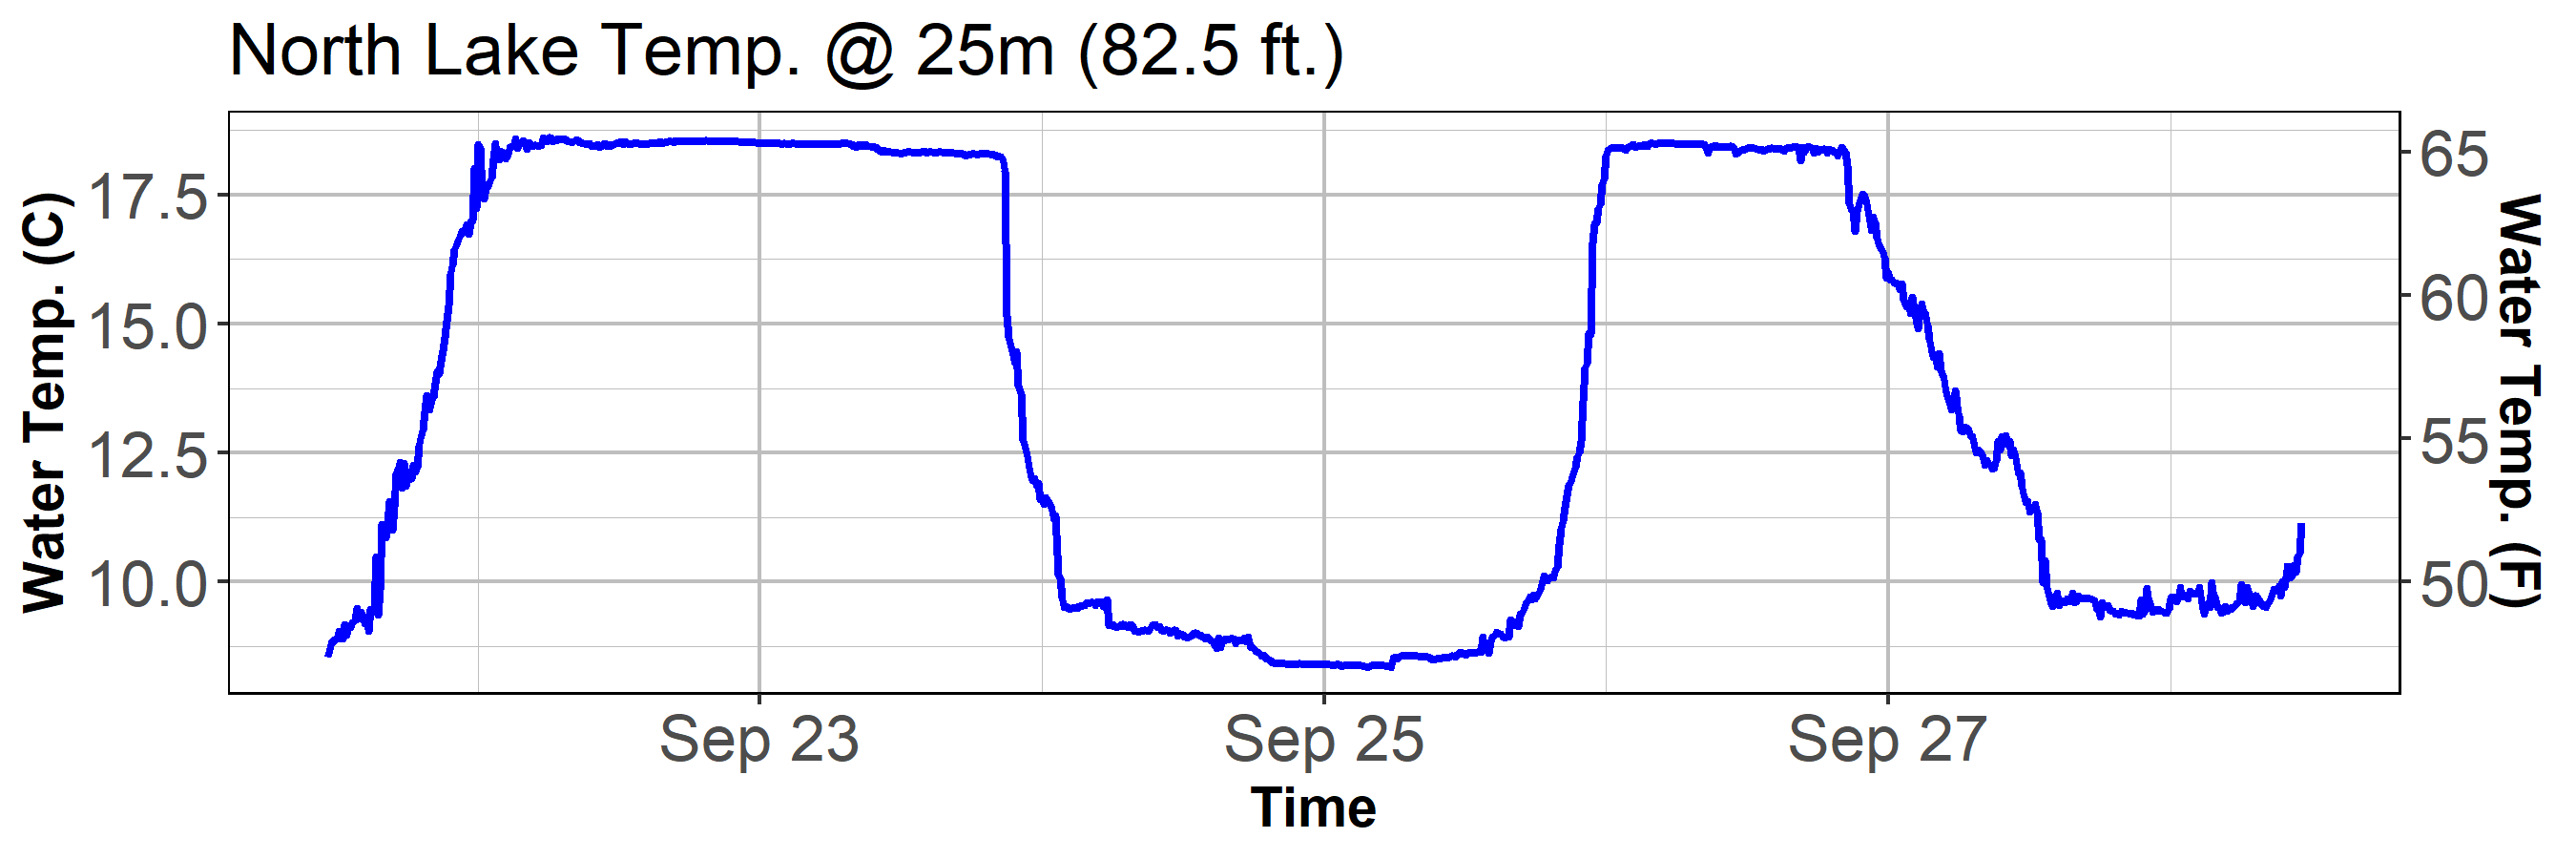 North Lake Temp. @ 25m (82.5 ft.)
Water Temp. (C)
17.5
15.0
12.5
10.0
65
60
55
50
Water Temp. (F)
Sep 23 Sep 25 Sep 27
Time